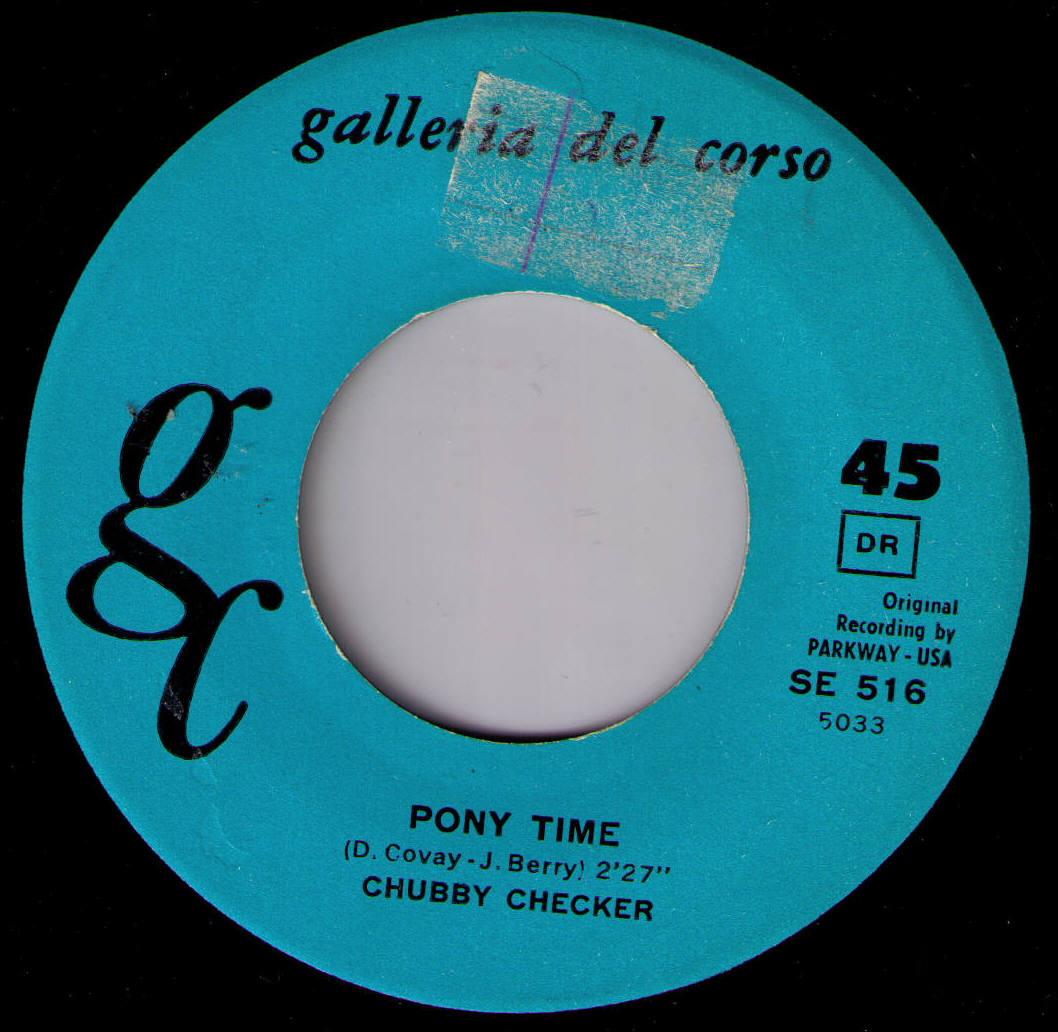 galleria del corso
gc
45
DR
Original
Recording by
PARKWAY - USA
SE 516
5033
PONY TIME
(D. Covay - J. Berry) 2'27''
CHUBBY CHECKER